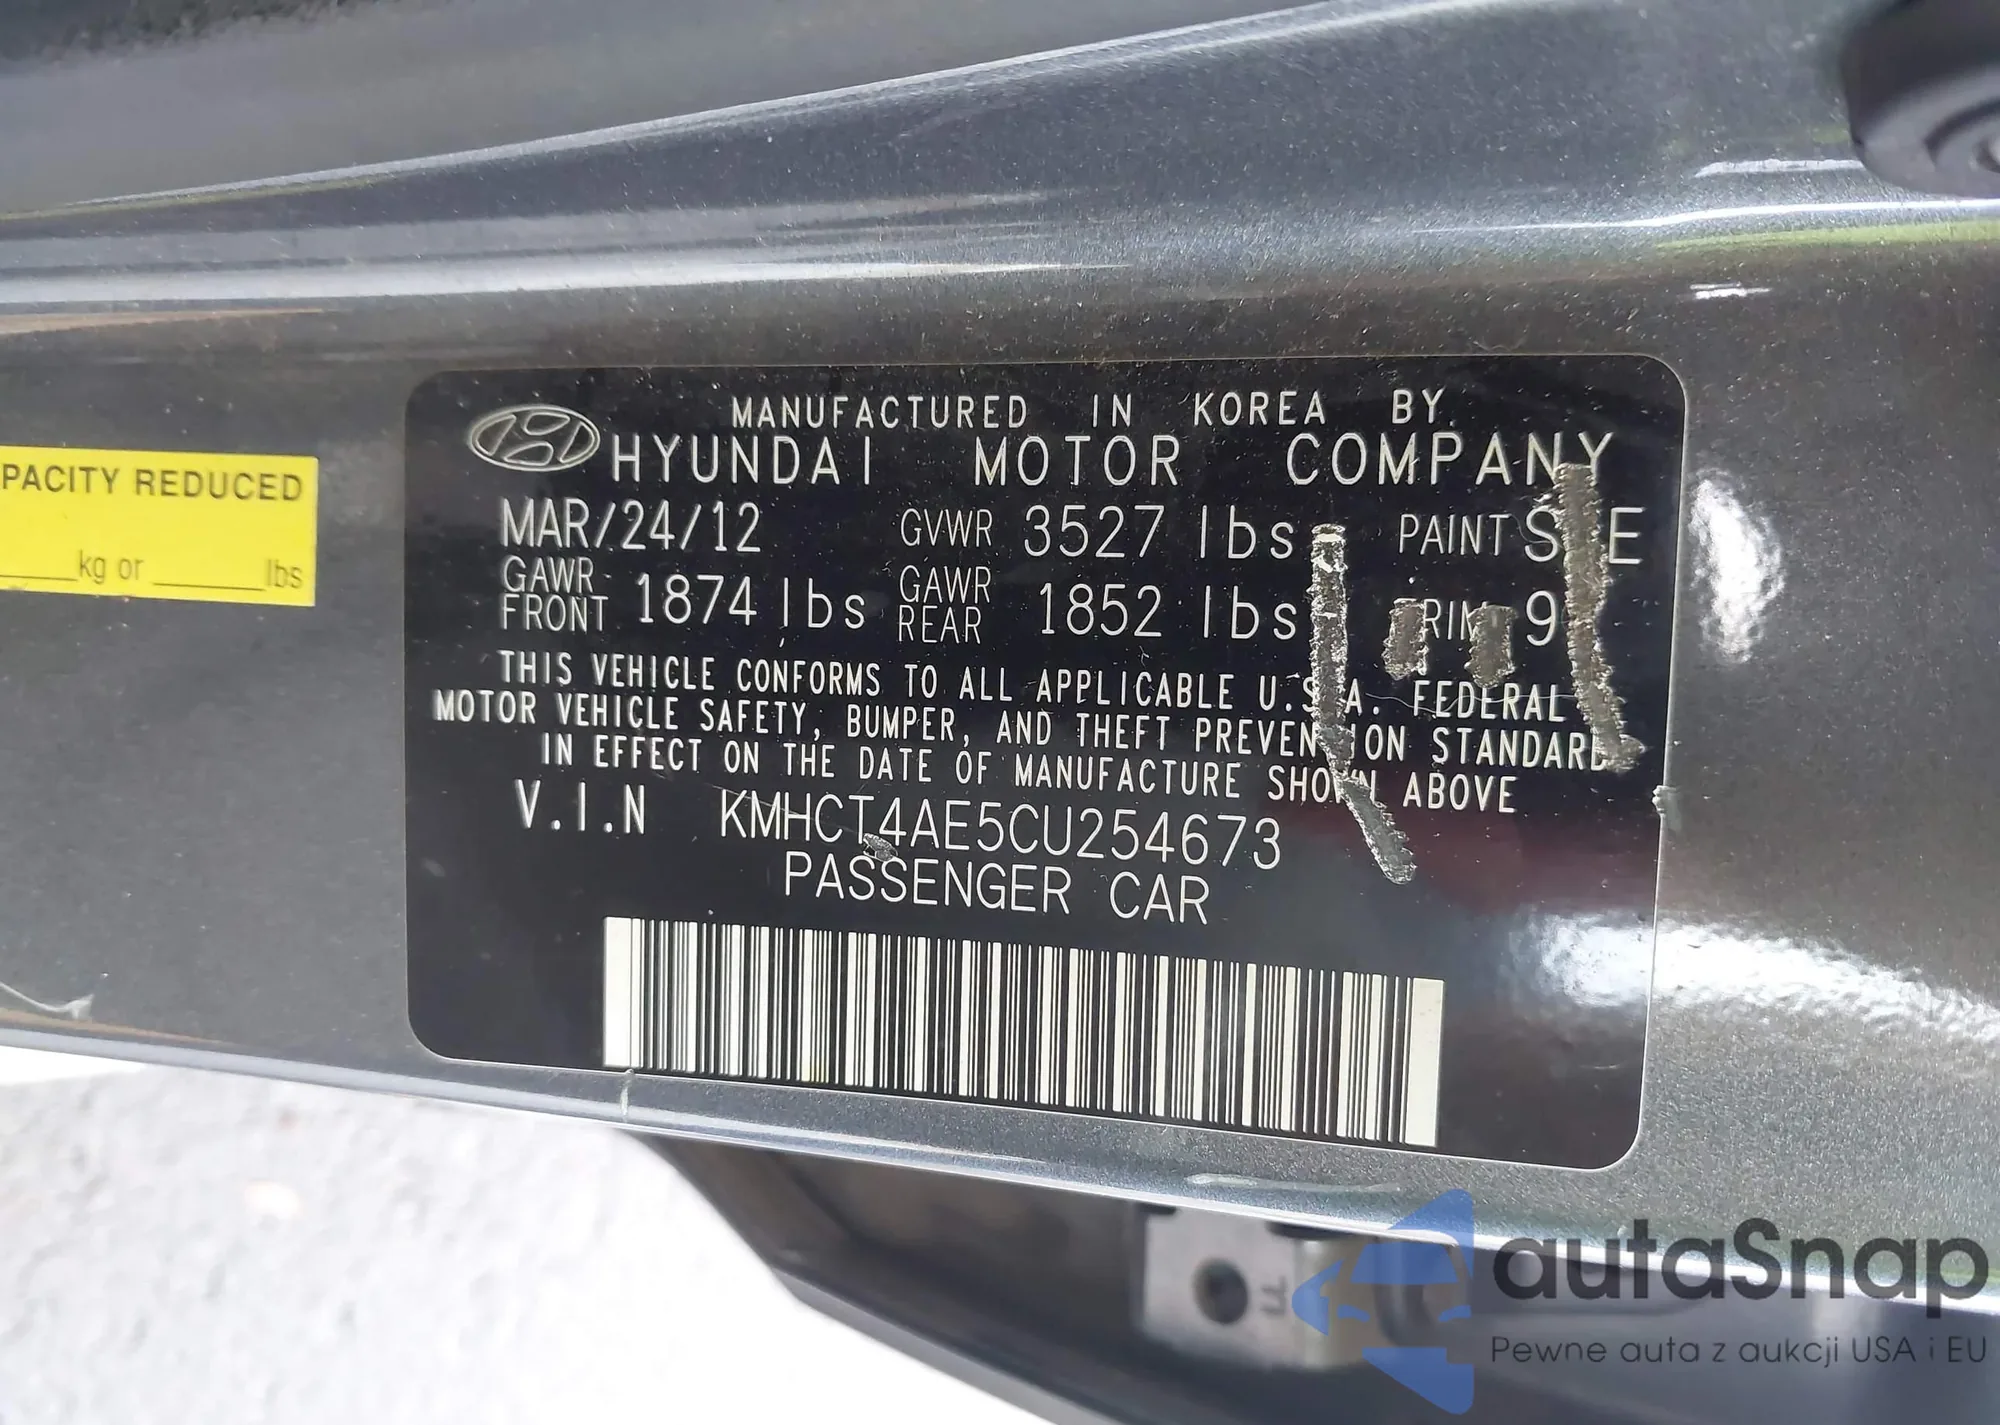 PACITY REDUCED
kg or lbs
MANUFACTURED IN KOREA BY
HYUNDAI MOTOR COMPANY
MAR/24/12 GVWR 3527 lbs PAINT
GAWR FRONT 1874 lbs GAWR REAR 1852 lbs TRIM
THIS VEHICLE CONFORMS TO ALL APPLICABLE U.S.A. FEDERAL
MOTOR VEHICLE SAFETY, BUMPER, AND THEFT PREVENTION STANDARDS
IN EFFECT ON THE DATE OF MANUFACTURE SHOWN ABOVE
V.I.N KMHCT4AE5CU254673
PASSENGER CAR
autaSnap
Pewne auta z aukcji USA i EU